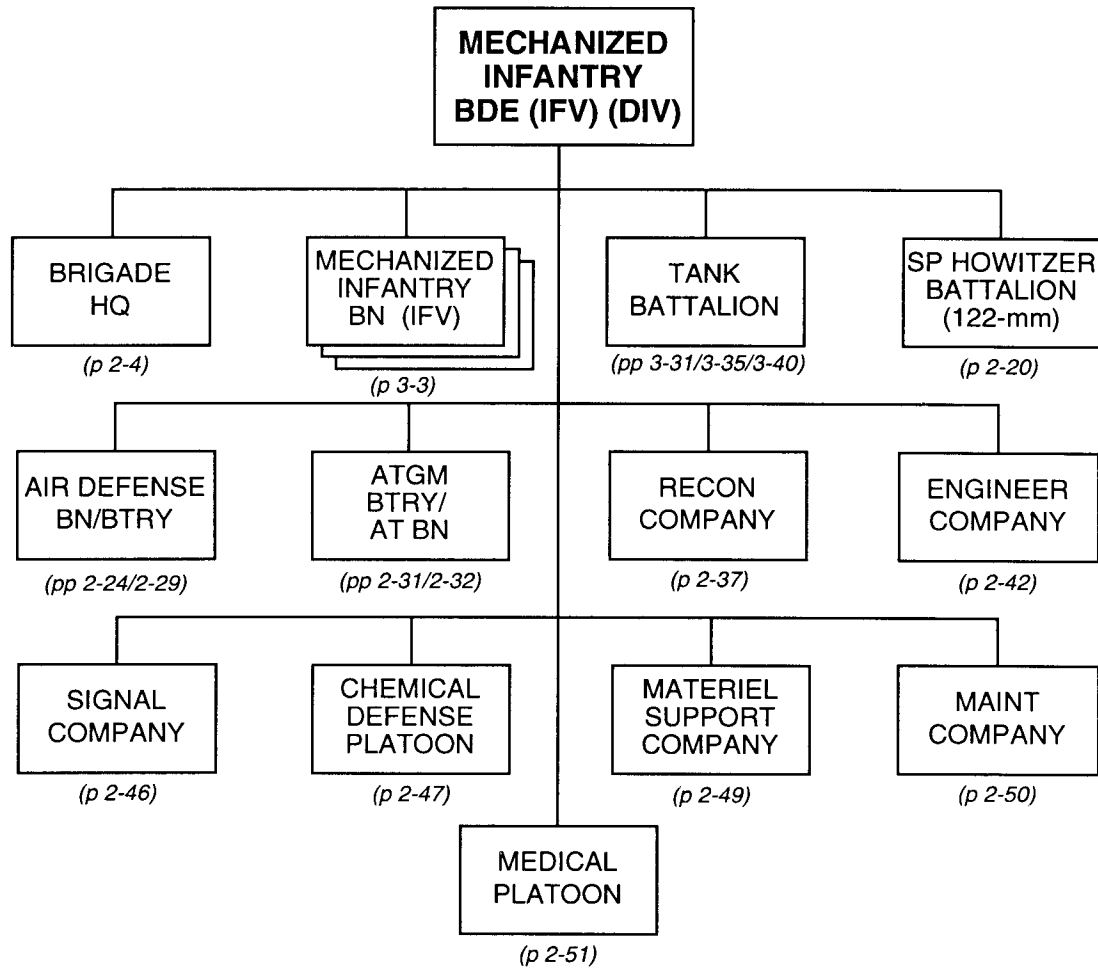 MECHANIZED
INFANTRY
BDE (IFV) (DIV)
BRIGADE
HQ
(p 2-4)
MECHANIZED
INFANTRY
BN (IFV)
(p 3-3)
TANK
BATTALION
(pp 3-31/3-35/3-40)
SP HOWITZER
BATTALION
(122-mm)
(p 2-20)
AIR DEFENSE
BN/BTRY
(pp 2-24/2-29)
ATGM
BTRY/
AT BN
(pp 2-31/2-32)
RECON
COMPANY
(p 2-37)
ENGINEER
COMPANY
(p 2-42)
SIGNAL
COMPANY
(p 2-46)
CHEMICAL
DEFENSE
PLATOON
(p 2-47)
MATERIEL
SUPPORT
COMPANY
(p 2-49)
MAINT
COMPANY
(p 2-50)
MEDICAL
PLATOON
(p 2-51)